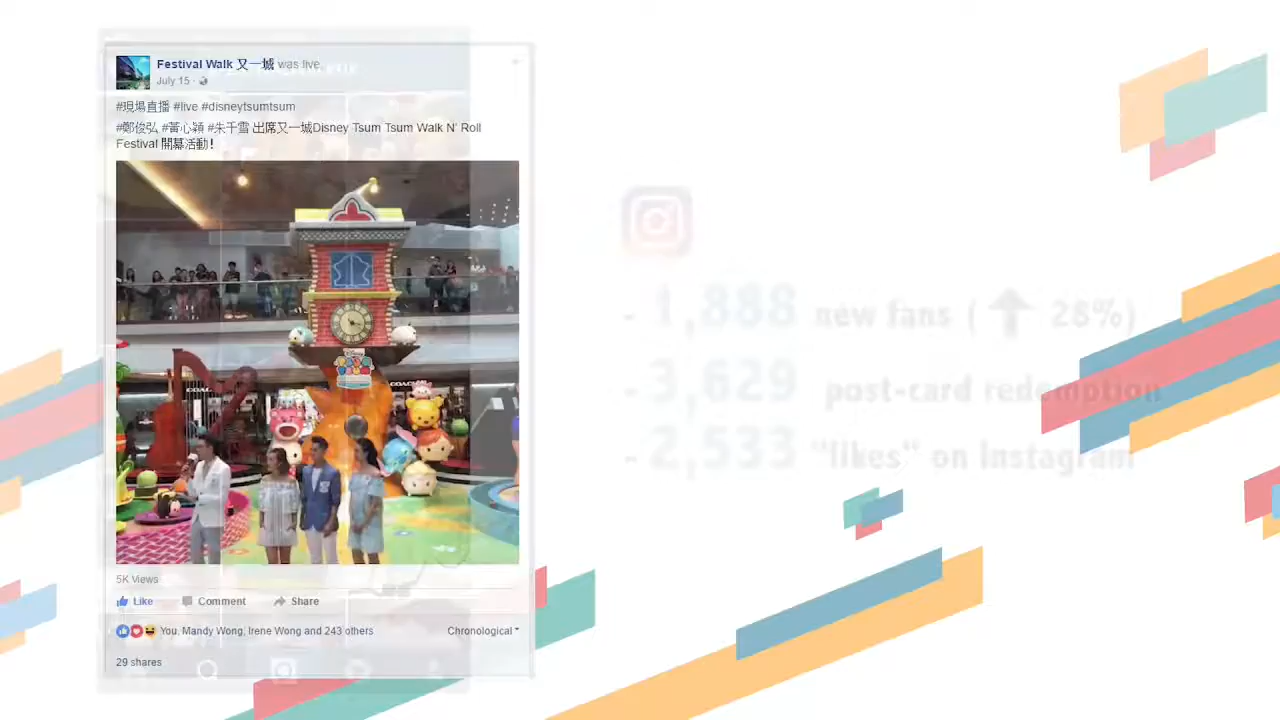 Festival Walk 又一城 was live.
July 15
#現場直播 #live #disneytsumtsum
#鄭俊弘 #黃心穎 #朱千雪 出席又一城Disney Tsum Tsum Walk N' Roll
Festival 開幕活動!
COACH
5K Views
Like Comment Share
You, Mandy Wong, Irene Wong and 243 others Chronological
29 shares
- 1,888 new fans ( 28%)
- 3,629 post-card redemption
- 2,533 "likes" on Instagram